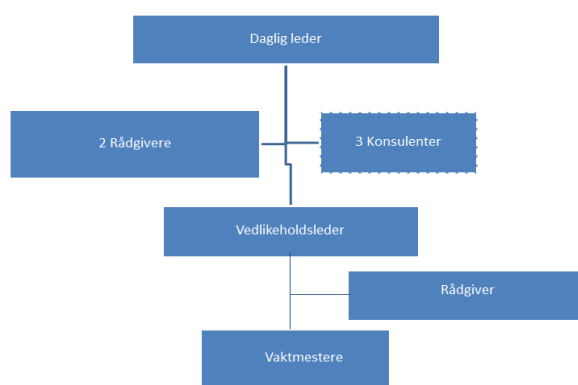 Daglig leder
2 Rådgivere
3 Konsulenter
Vedlikeholdsleder
Rådgiver
Vaktmestere